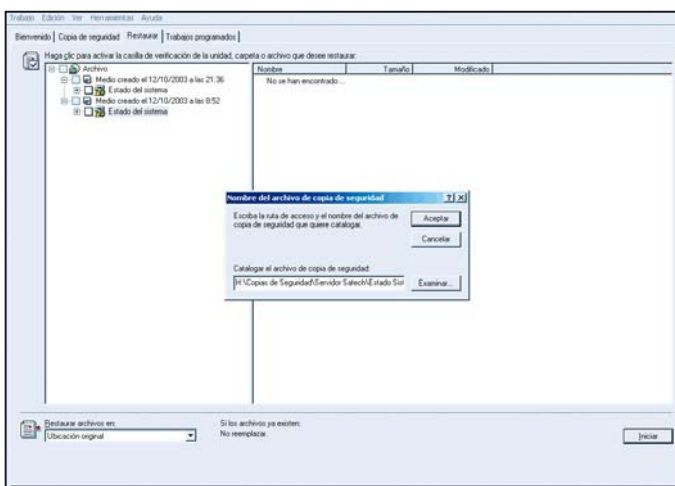 Trabajo Edición Ver Herramientas Ayuda
Bienvenido Copia de seguridad Restaurar Trabajos programados
Haga clic para activar la casilla de verificación de la unidad, carpeta o archivo que desee restaurar.
Archivo
Medio creado el 12/10/2003 a las 21:36
Estado del sistema
Medio creado el 12/10/2003 a las 8:52
Estado del sistema
Nombre Tamaño Modificado
No se han encontrado ...
Nombre del archivo de copia de seguridad
Escriba la ruta de acceso y el nombre del archivo de
copia de seguridad que quiere catalogar.
Aceptar
Cancelar
Catalogar el archivo de copia de seguridad:
H:\Copias de Seguridad\Servidor Satech\Estado Sist
Examinar...
Restaurar archivos en:
Ubicación original
Si los archivos ya existen:
No reemplazar.
Iniciar